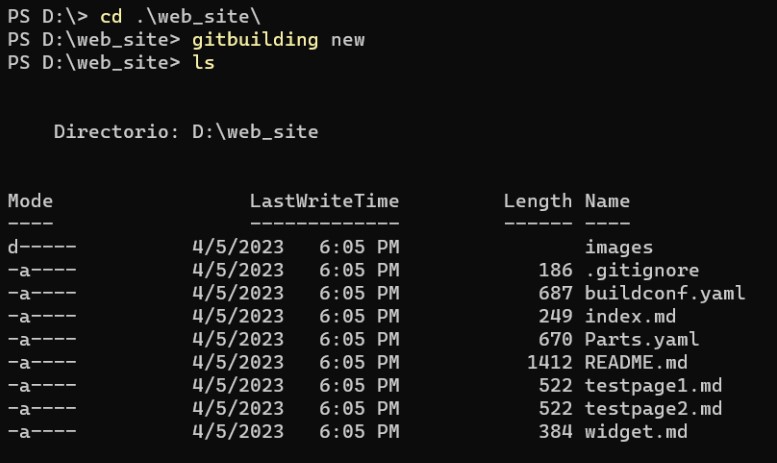 PS D:\> cd .\web_site\
PS D:\web_site> gitbuilding new
PS D:\web_site> ls
Directorio: D:\web_site
Mode LastWriteTime Length Name
---- ------------- ------ ----
d----- 4/5/2023 6:05 PM images
-a---- 4/5/2023 6:05 PM 186 .gitignore
-a---- 4/5/2023 6:05 PM 687 buildconf.yaml
-a---- 4/5/2023 6:05 PM 249 index.md
-a---- 4/5/2023 6:05 PM 670 Parts.yaml
-a---- 4/5/2023 6:05 PM 1412 README.md
-a---- 4/5/2023 6:05 PM 522 testpage1.md
-a---- 4/5/2023 6:05 PM 522 testpage2.md
-a---- 4/5/2023 6:05 PM 384 widget.md